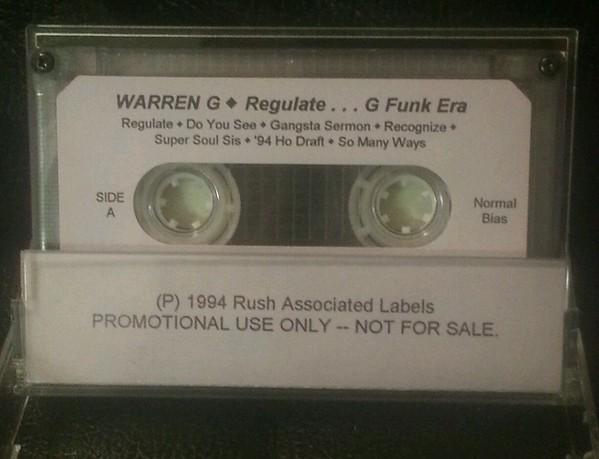 WARREN G ♦ Regulate . . . G Funk Era
Regulate ♦ Do You See ♦ Gangsta Sermon ♦ Recognize ♦
Super Soul Sis ♦ '94 Ho Draft ♦ So Many Ways
SIDE
A
Normal
Bias
(P) 1994 Rush Associated Labels
PROMOTIONAL USE ONLY -- NOT FOR SALE.